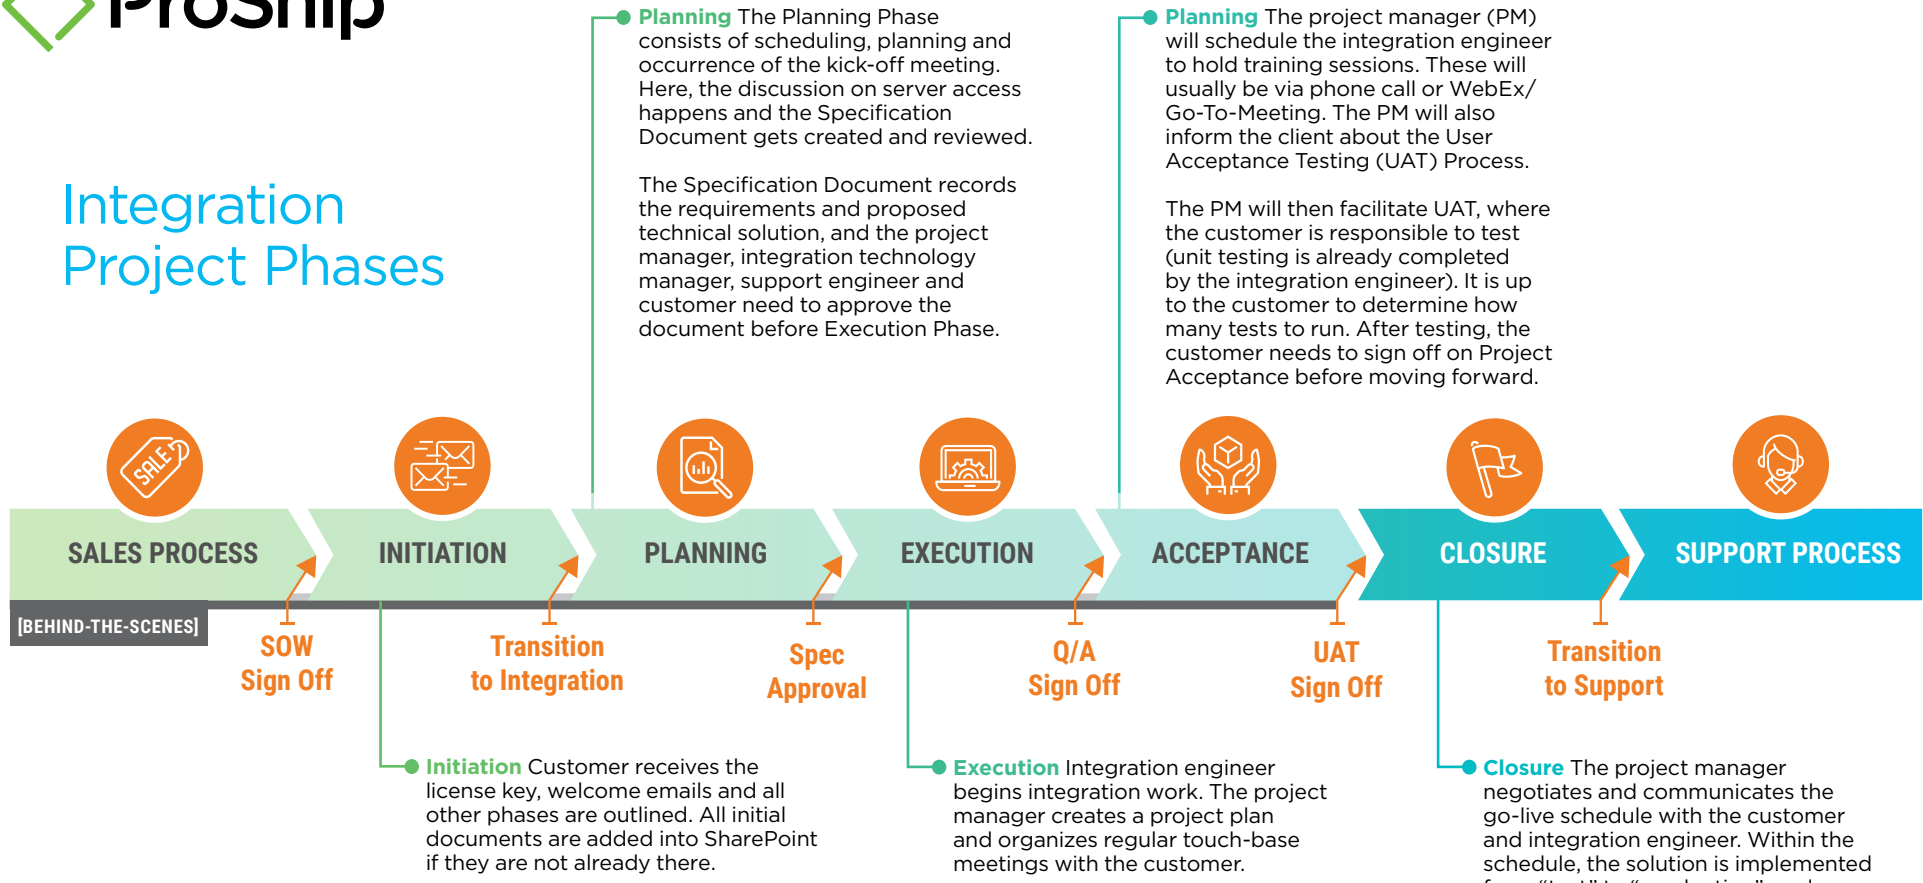 ProShip
Integration
Project Phases
Planning The Planning Phase
consists of scheduling, planning and
occurrence of the kick-off meeting.
Here, the discussion on server access
happens and the Specification
Document gets created and reviewed.
The Specification Document records
the requirements and proposed
technical solution, and the project
manager, integration technology
manager, support engineer and
customer need to approve the
document before Execution Phase.
Planning The project manager (PM)
will schedule the integration engineer
to hold training sessions. These will
usually be via phone call or WebEx/
Go-To-Meeting. The PM will also
inform the client about the User
Acceptance Testing (UAT) Process.
The PM will then facilitate UAT, where
the customer is responsible to test
(unit testing is already completed
by the integration engineer). It is up
to the customer to determine how
many tests to run. After testing, the
customer needs to sign off on Project
Acceptance before moving forward.
SALE
SALES PROCESS
INITIATION
PLANNING
EXECUTION
ACCEPTANCE
CLOSURE
SUPPORT PROCESS
[BEHIND-THE-SCENES]
SOW
Sign Off
Transition
to Integration
Spec
Approval
Q/A
Sign Off
UAT
Sign Off
Transition
to Support
Initiation Customer receives the
license key, welcome emails and all
other phases are outlined. All initial
documents are added into SharePoint
if they are not already there.
Execution Integration engineer
begins integration work. The project
manager creates a project plan
and organizes regular touch-base
meetings with the customer.
Closure The project manager
negotiates and communicates the
go-live schedule with the customer
and integration engineer. Within the
schedule, the solution is implemented